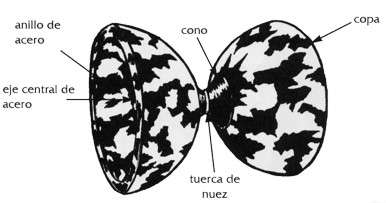 anillo de
acero
cono
copa
eje central de
acero
tuerca de
nuez